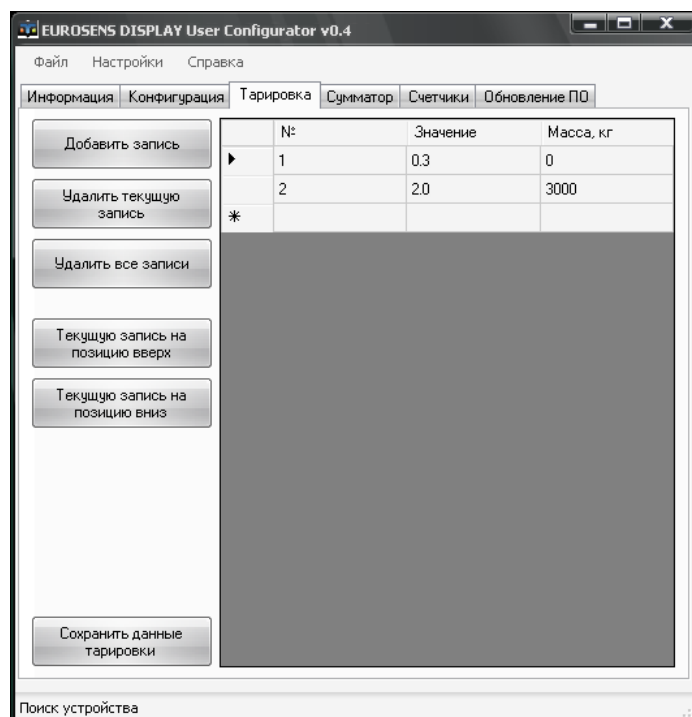 EUROSENS DISPLAY User Configurator v0.4
Файл Настройки Справка
Информация Конфигурация Тарировка Сумматор Счетчики Обновление ПО
Добавить запись
Удалить текущую
запись
Удалить все записи
Текущую запись на
позицию вверх
Текущую запись на
позицию вниз
Сохранить данные
тарировки
№ Значение Масса, кг
1 0.3 0
2 2.0 3000
Поиск устройства